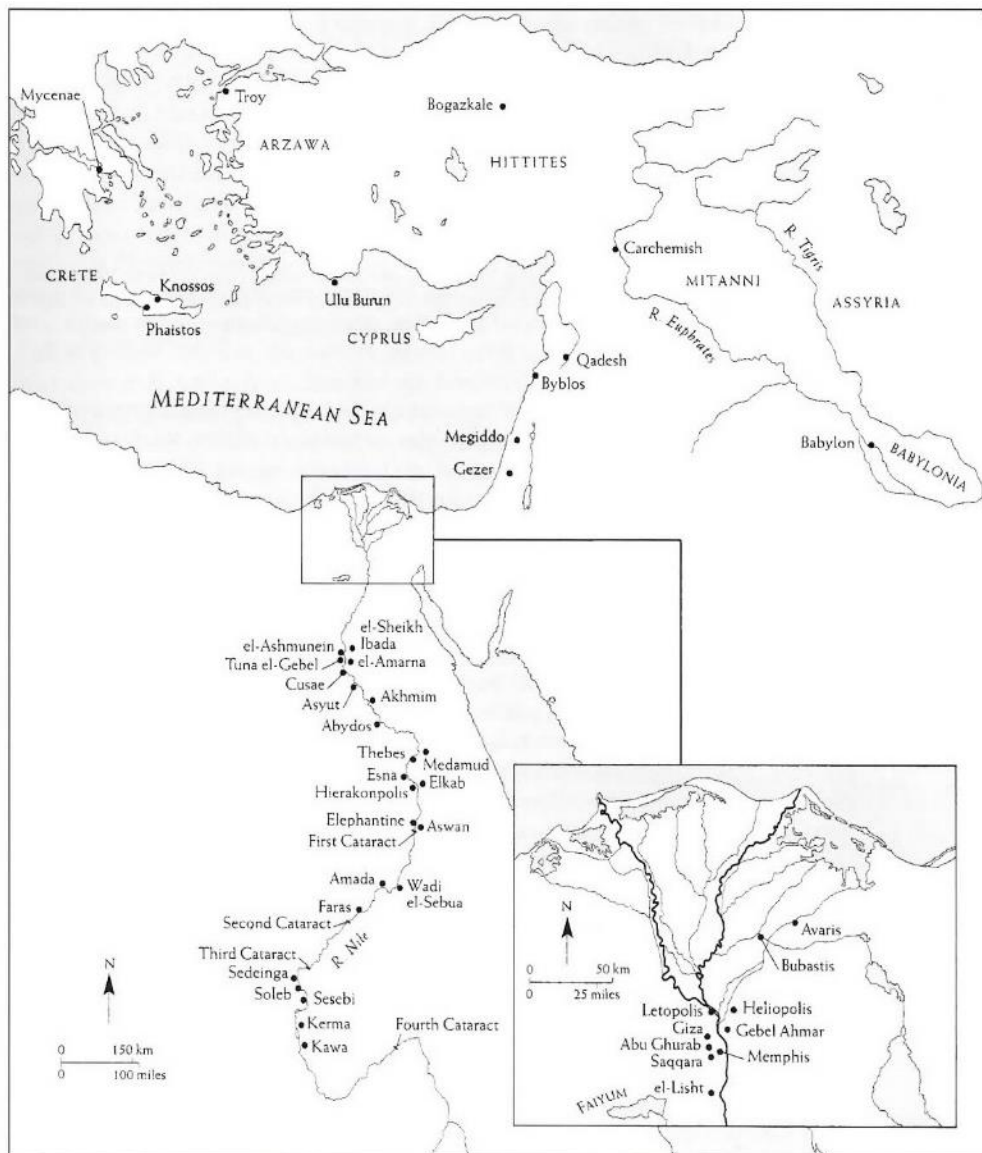 Mycenae
Troy
ARZAWA
Bogazkale
HITTITES
Carchemish
MITANNI
R. Tigris
ASSYRIA
R. Euphrates
CRETE
Knossos
Phaistos
Ulu Burun
CYPRUS
Qadesh
Byblos
MEDITERRANEAN SEA
Megiddo
Gezer
Babylon
BABYLONIA
el-Sheikh
Ibada
el-Ashmunein
Tuna el-Gebel
el-Amarna
Cusae
Asyut
Akhmim
Abydos
Thebes
Medamud
Esna
Elkab
Hierakonpolis
Elephantine
Aswan
First Cataract
Amada
Wadi
el-Sebua
Faras
Second Cataract
R. Nile
Third Cataract
Sedeinga
Soleb
Sesebi
Kerma
Fourth Cataract
Kawa
N
0 150 km
0 100 miles
N
0 50 km
0 25 miles
Avaris
Bubastis
Letopolis
Heliopolis
Giza
Gebel Ahmar
Abu Ghurab
Memphis
Saqqara
el-Lisht
FAIYUM